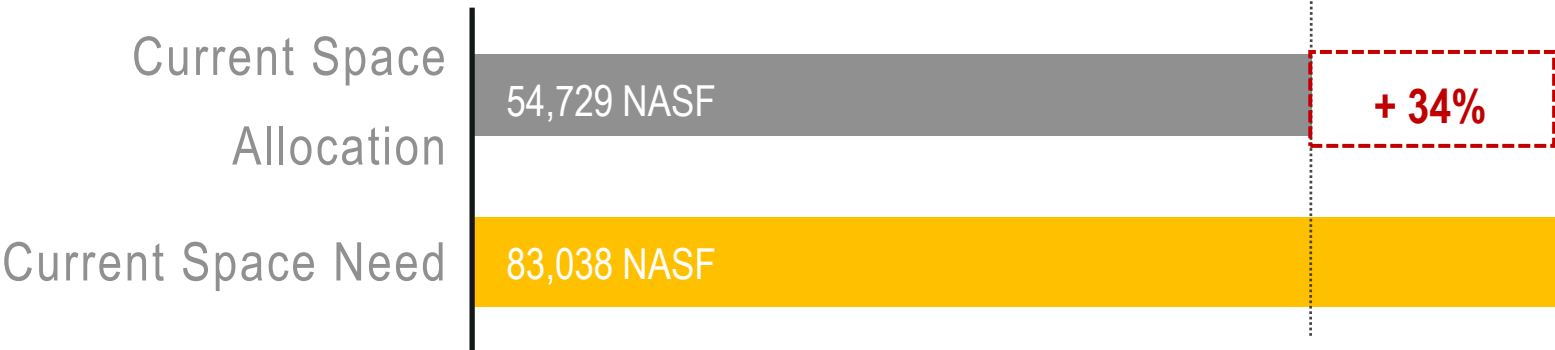 Current Space
Allocation
54,729 NASF
+ 34%
Current Space Need
83,038 NASF